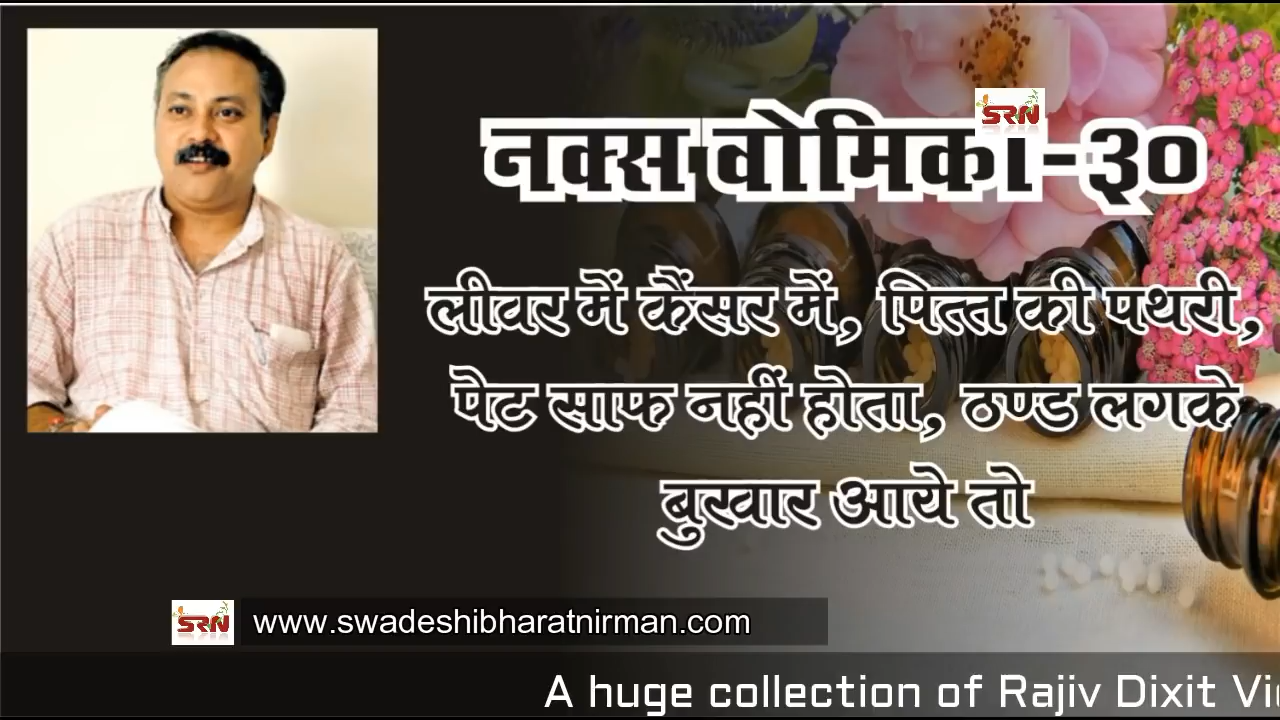 SRN
नक्स वोमिका-३०
लीवर में कैंसर में, पित्त की पथरी,
पेट साफ नहीं होता, ठण्ड लगके
बुखार आये तो
SRN www.swadeshibharatnirman.com
A huge collection of Rajiv Dixit